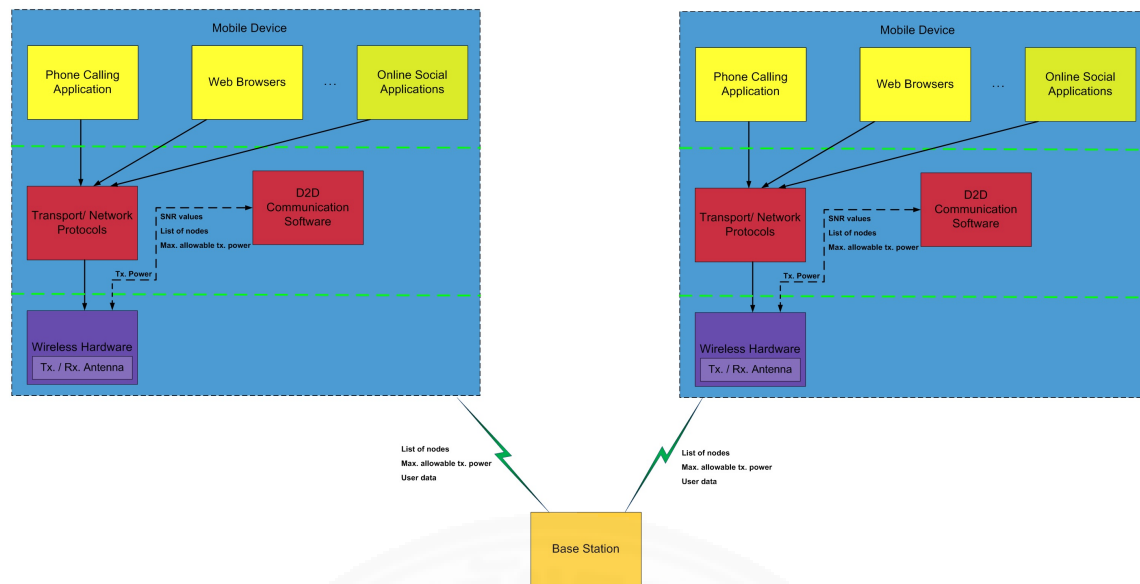 Mobile Device
Phone Calling
Application
Web Browsers
...
Online Social
Applications
Transport/ Network
Protocols
SNR values
List of nodes
Max. allowable tx. power
D2D
Communication
Software
Tx. Power
Wireless Hardware
Tx. / Rx. Antenna
Mobile Device
Phone Calling
Application
Web Browsers
...
Online Social
Applications
Transport/ Network
Protocols
SNR values
List of nodes
Max. allowable tx. power
D2D
Communication
Software
Tx. Power
Wireless Hardware
Tx. / Rx. Antenna
List of nodes
Max. allowable tx. power
User data
List of nodes
Max. allowable tx. power
User data
Base Station